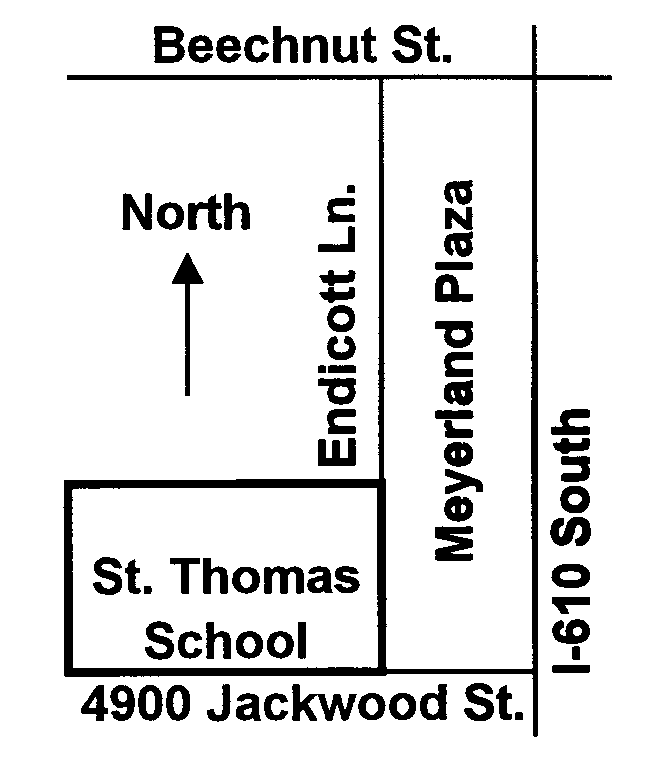 Beechnut St.
North
Endicott Ln.
Meyerland Plaza
I-610 South
St. Thomas
School
4900 Jackwood St.